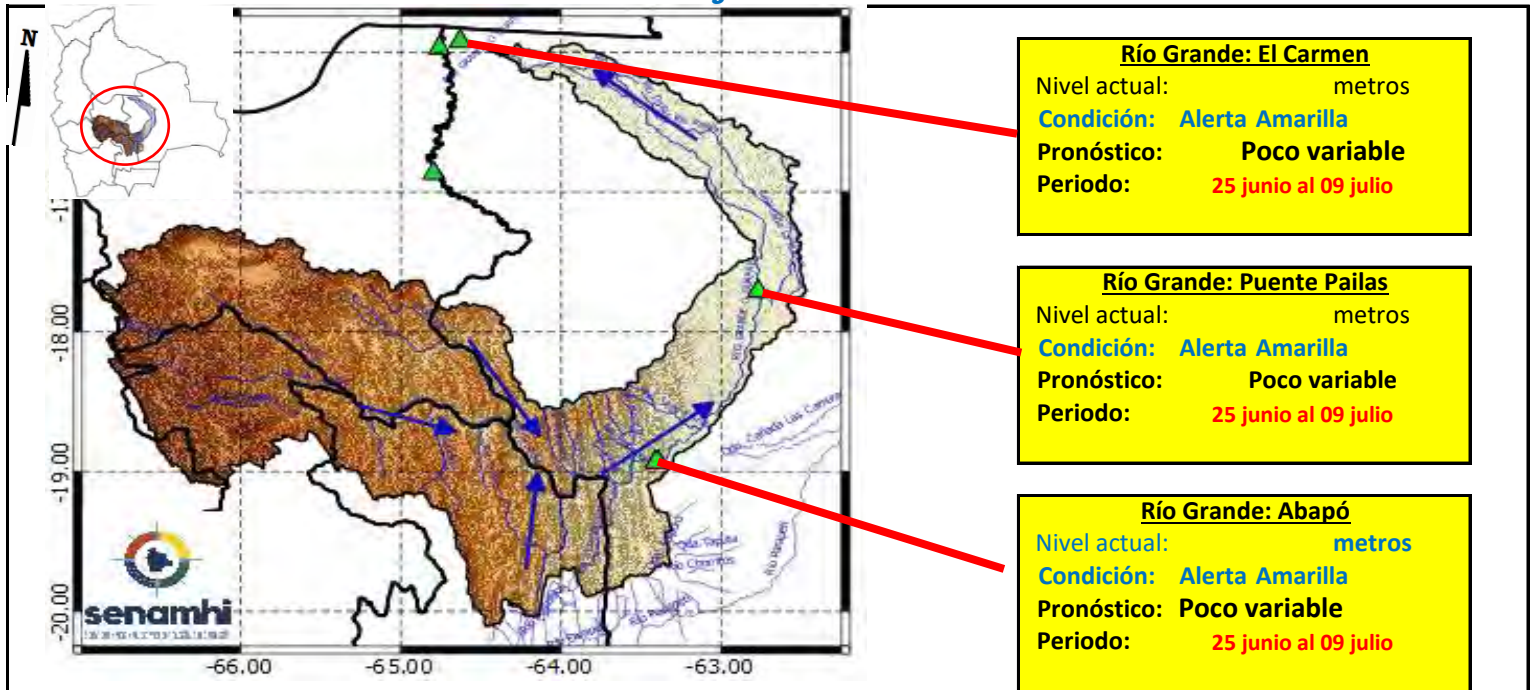 N
-17
-18.00
-19.00
-20.00
-66.00
-65.00
-64.00
-63.00
senamhi
Río Grande: El Carmen
Nivel actual: metros
Condición: Alerta Amarilla
Pronóstico: Poco variable
Periodo: 25 junio al 09 julio
Río Grande: Puente Pailas
Nivel actual: metros
Condición: Alerta Amarilla
Pronóstico: Poco variable
Periodo: 25 junio al 09 julio
Río Grande: Abapó
Nivel actual: metros
Condición: Alerta Amarilla
Pronóstico: Poco variable
Periodo: 25 junio al 09 julio